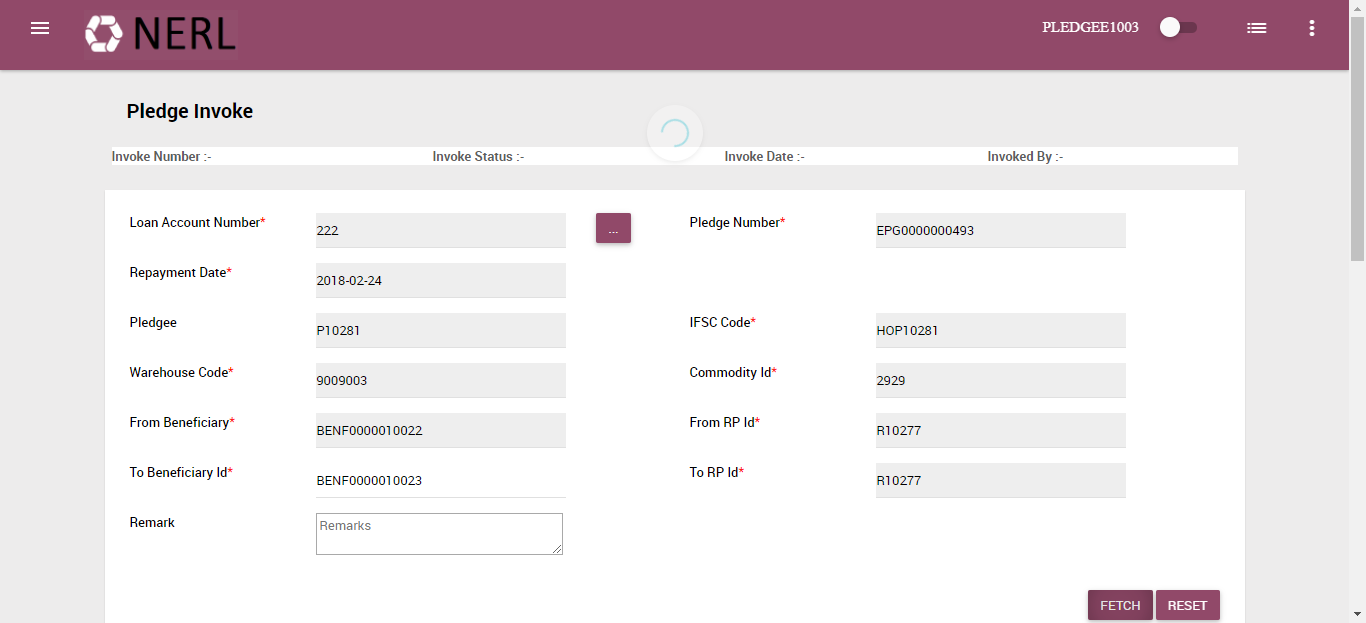 NERL
PLEDGEE1003
Pledge Invoke
Invoke Number :- Invoke Status :- Invoke Date :- Invoked By :-
Loan Account Number* 222 ... Pledge Number* EPG0000000493
Repayment Date* 2018-02-24
Pledgee P10281 IFSC Code* HOP10281
Warehouse Code* 9009003 Commodity Id* 2929
From Beneficiary* BENF0000010022 From RP Id* R10277
To Beneficiary Id* BENF0000010023 To RP Id* R10277
Remark Remarks
FETCH RESET